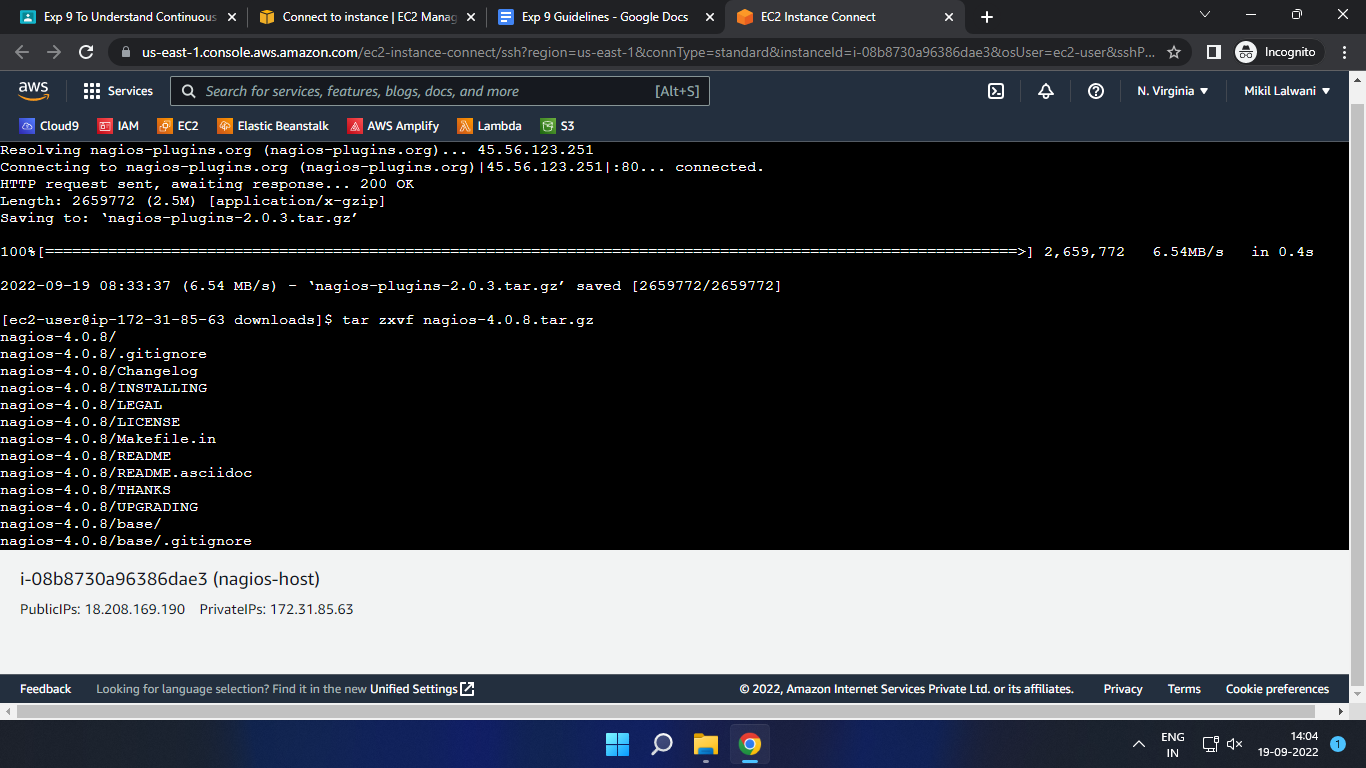 Exp 9 To Understand Continuous
Connect to instance | EC2 Manag
Exp 9 Guidelines - Google Docs
EC2 Instance Connect
us-east-1.console.aws.amazon.com/ec2-instance-connect/ssh?region=us-east-1&connType=standard&instanceId=i-08b8730a96386dae3&osUser=ec2-user&sshP...
Incognito
aws
Services
Search for services, features, blogs, docs, and more
[Alt+S]
N. Virginia
Mikil Lalwani
Cloud9
IAM
EC2
Elastic Beanstalk
AWS Amplify
Lambda
S3
Resolving nagios-plugins.org (nagios-plugins.org)... 45.56.123.251
Connecting to nagios-plugins.org (nagios-plugins.org)|45.56.123.251|:80... connected.
HTTP request sent, awaiting response... 200 OK
Length: 2659772 (2.5M) [application/x-gzip]
Saving to: ‘nagios-plugins-2.0.3.tar.gz’
100%[============================================================================================================>] 2,659,772 6.54MB/s in 0.4s
2022-09-19 08:33:37 (6.54 MB/s) - ‘nagios-plugins-2.0.3.tar.gz’ saved [2659772/2659772]
[ec2-user@ip-172-31-85-63 downloads]$ tar zxvf nagios-4.0.8.tar.gz
nagios-4.0.8/
nagios-4.0.8/.gitignore
nagios-4.0.8/Changelog
nagios-4.0.8/INSTALLING
nagios-4.0.8/LEGAL
nagios-4.0.8/LICENSE
nagios-4.0.8/Makefile.in
nagios-4.0.8/README
nagios-4.0.8/README.asciidoc
nagios-4.0.8/THANKS
nagios-4.0.8/UPGRADING
nagios-4.0.8/base/
nagios-4.0.8/base/.gitignore
i-08b8730a96386dae3 (nagios-host)
PublicIPs: 18.208.169.190 PrivateIPs: 172.31.85.63
Feedback
Looking for language selection? Find it in the new Unified Settings
© 2022, Amazon Internet Services Private Ltd. or its affiliates.
Privacy
Terms
Cookie preferences
ENG
IN
14:04
19-09-2022
1